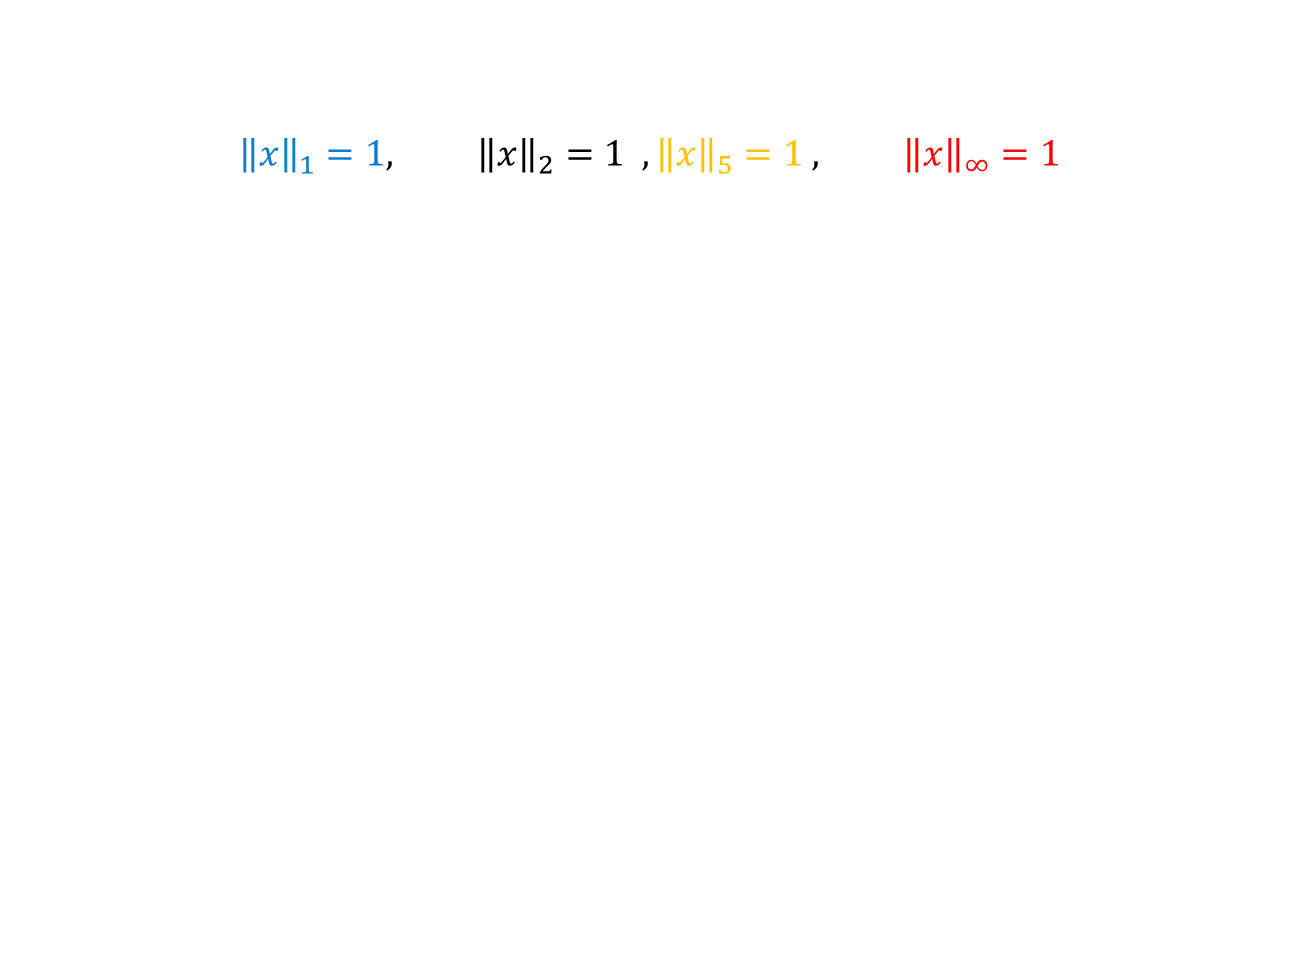 ‖x‖₁ = 1, ‖x‖₂ = 1 , ‖x‖₅ = 1 , ‖x‖∞ = 1